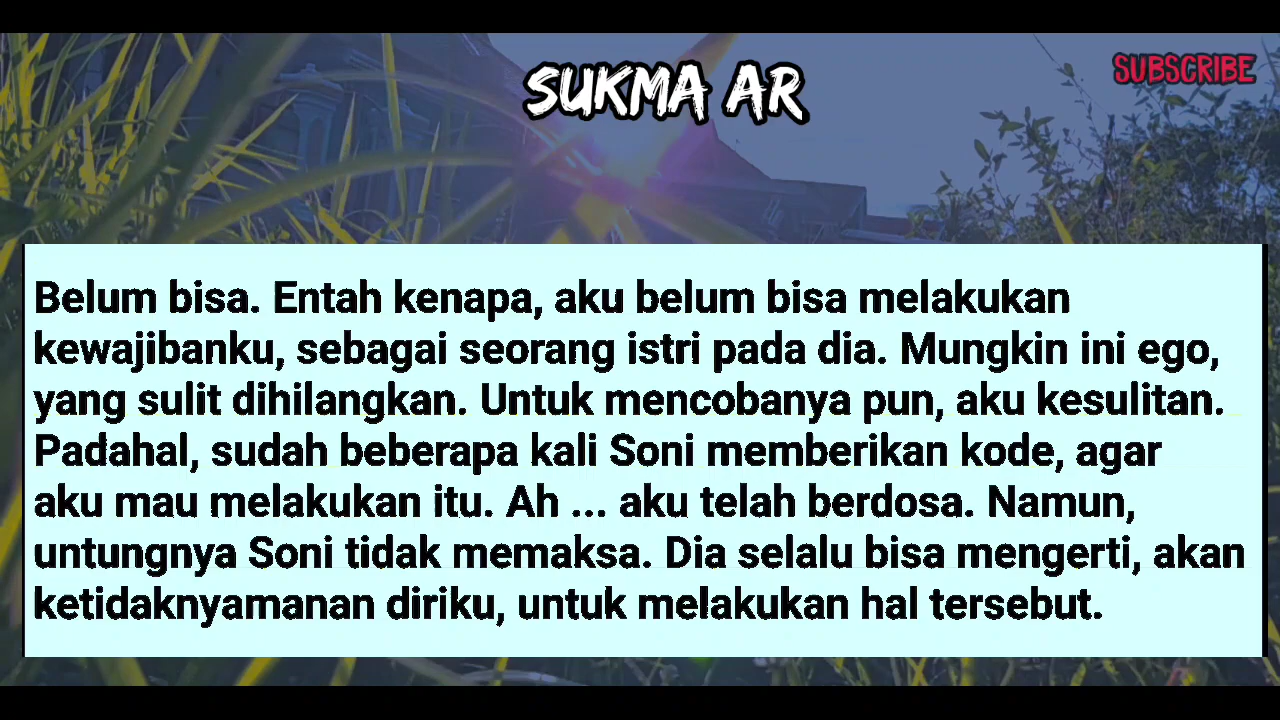 SUKMA AR
SUBSCRIBE
Belum bisa. Entah kenapa, aku belum bisa melakukan
kewajibanku, sebagai seorang istri pada dia. Mungkin ini ego,
yang sulit dihilangkan. Untuk mencobanya pun, aku kesulitan.
Padahal, sudah beberapa kali Soni memberikan kode, agar
aku mau melakukan itu. Ah ... aku telah berdosa. Namun,
untungnya Soni tidak memaksa. Dia selalu bisa mengerti, akan
ketidaknyamanan diriku, untuk melakukan hal tersebut.